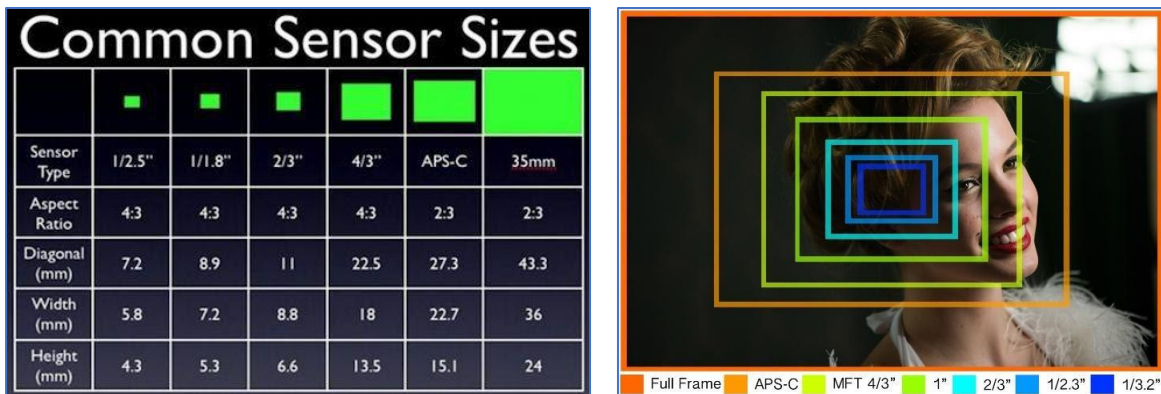 Common Sensor Sizes
Sensor Type 1/2.5" 1/1.8" 2/3" 4/3" APS-C 35mm
Aspect Ratio 4:3 4:3 4:3 4:3 2:3 2:3
Diagonal (mm) 7.2 8.9 11 22.5 27.3 43.3
Width (mm) 5.8 7.2 8.8 18 22.7 36
Height (mm) 4.3 5.3 6.6 13.5 15.1 24
Full Frame APS-C MFT 4/3" 1" 2/3" 1/2.3" 1/3.2"